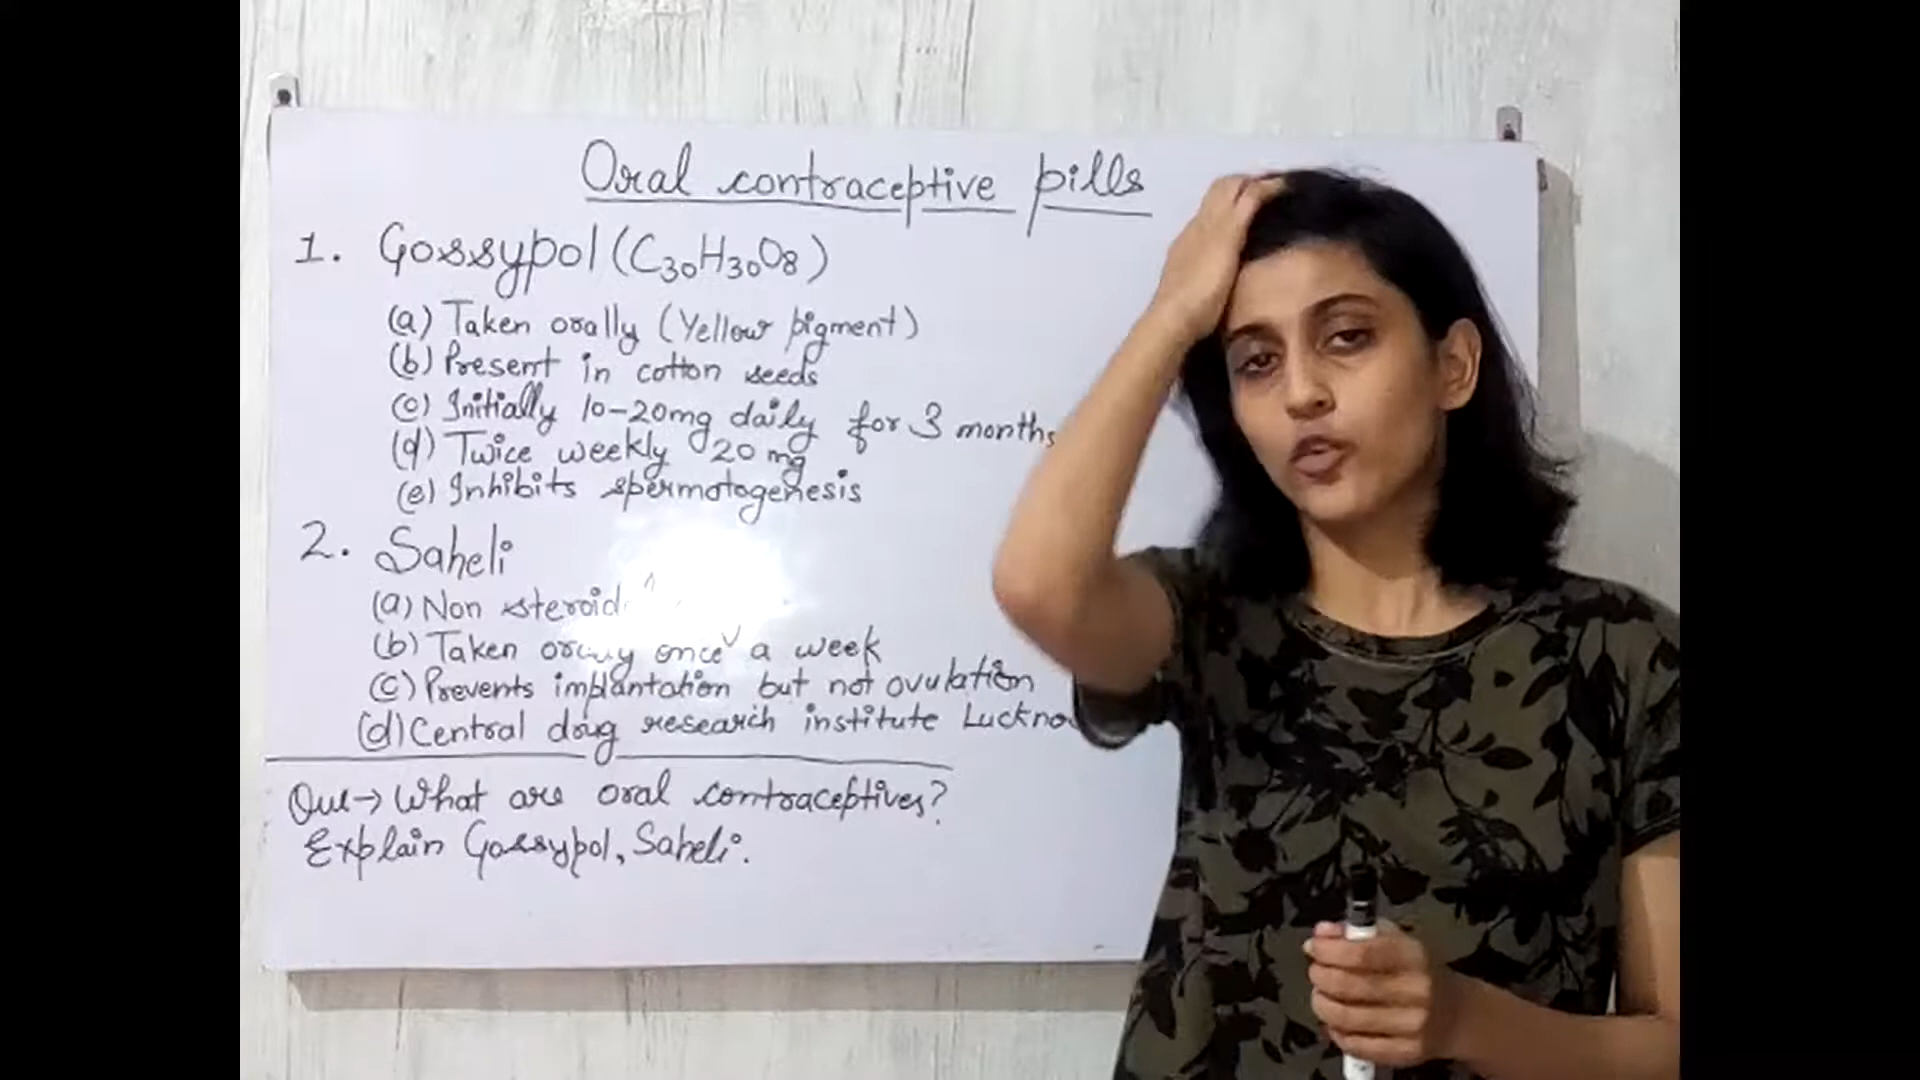 Oral contraceptive pills
1. Gossypol (C30H30O8)
(a) Taken orally (Yellow pigment)
(b) Present in cotton seeds
(c) Initially 10-20mg daily for 3 months
(d) Twice weekly 20 mg
(e) Inhibits spermotogenesis
2. Saheli
(a) Non steroid
(b) Taken orally once a week
(c) Prevents implantation but not ovulation
(d) Central drug research institute Luckno
Que→ What are oral contraceptives?
Explain Gossypol, Saheli.